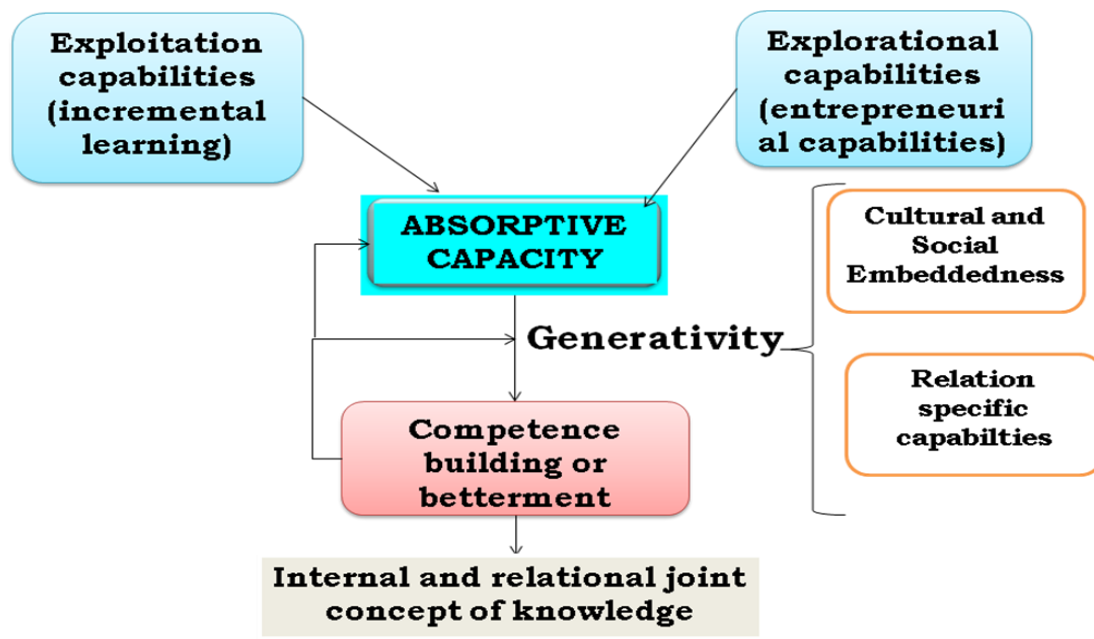 Exploitation
capabilities
(incremental
learning)
Explorational
capabilities
(entrepreneuri
al capabilities)
ABSORPTIVE
CAPACITY
Cultural and
Social
Embeddedness
Generativity
Relation
specific
capabilties
Competence
building or
betterment
Internal and relational joint
concept of knowledge